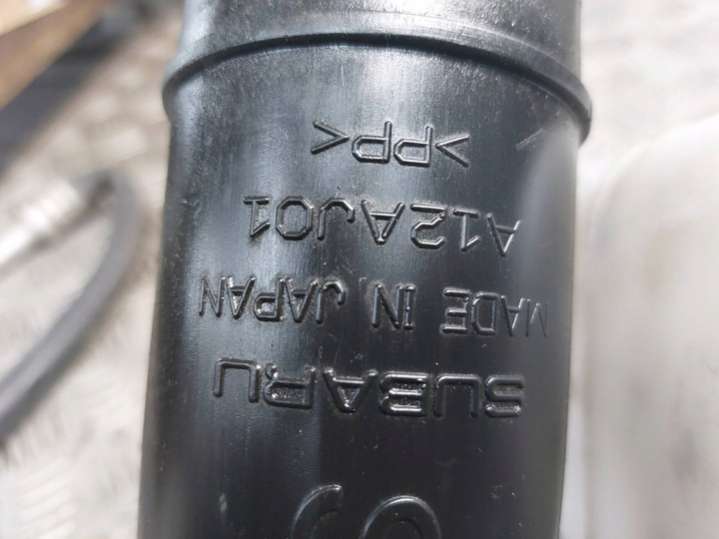 SUBARU
MADE IN JAPAN
A12AJ01
>PP<